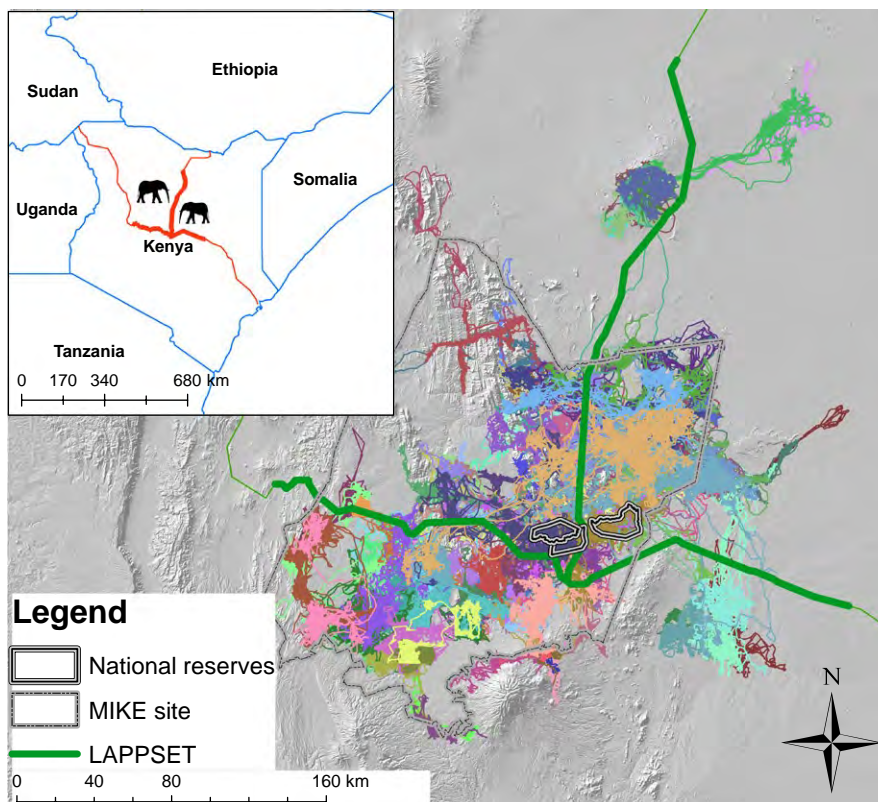 Ethiopia
Sudan
Somalia
Uganda
Kenya
Tanzania
0 170 340 680 km
Legend
National reserves
MIKE site
LAPPSET
0 40 80 160 km
N